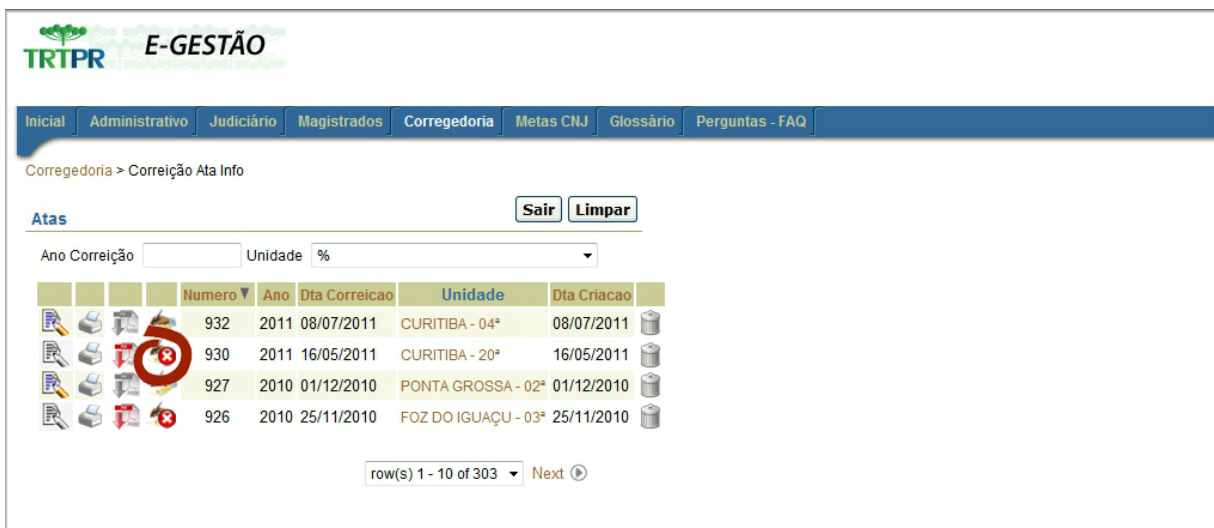 TRTPR E-GESTÃO
Inicial Administrativo Judiciário Magistrados Corregedoria Metas CNJ Glossário Perguntas - FAQ
Corregedoria > Correição Ata Info
Atas Sair Limpar
Ano Correição Unidade %
Numero Ano Dta Correicao Unidade Dta Criacao
932 2011 08/07/2011 CURITIBA - 04ª 08/07/2011
930 2011 16/05/2011 CURITIBA - 20ª 16/05/2011
927 2010 01/12/2010 PONTA GROSSA - 02ª 01/12/2010
926 2010 25/11/2010 FOZ DO IGUAÇU - 03ª 25/11/2010
row(s) 1 - 10 of 303 Next